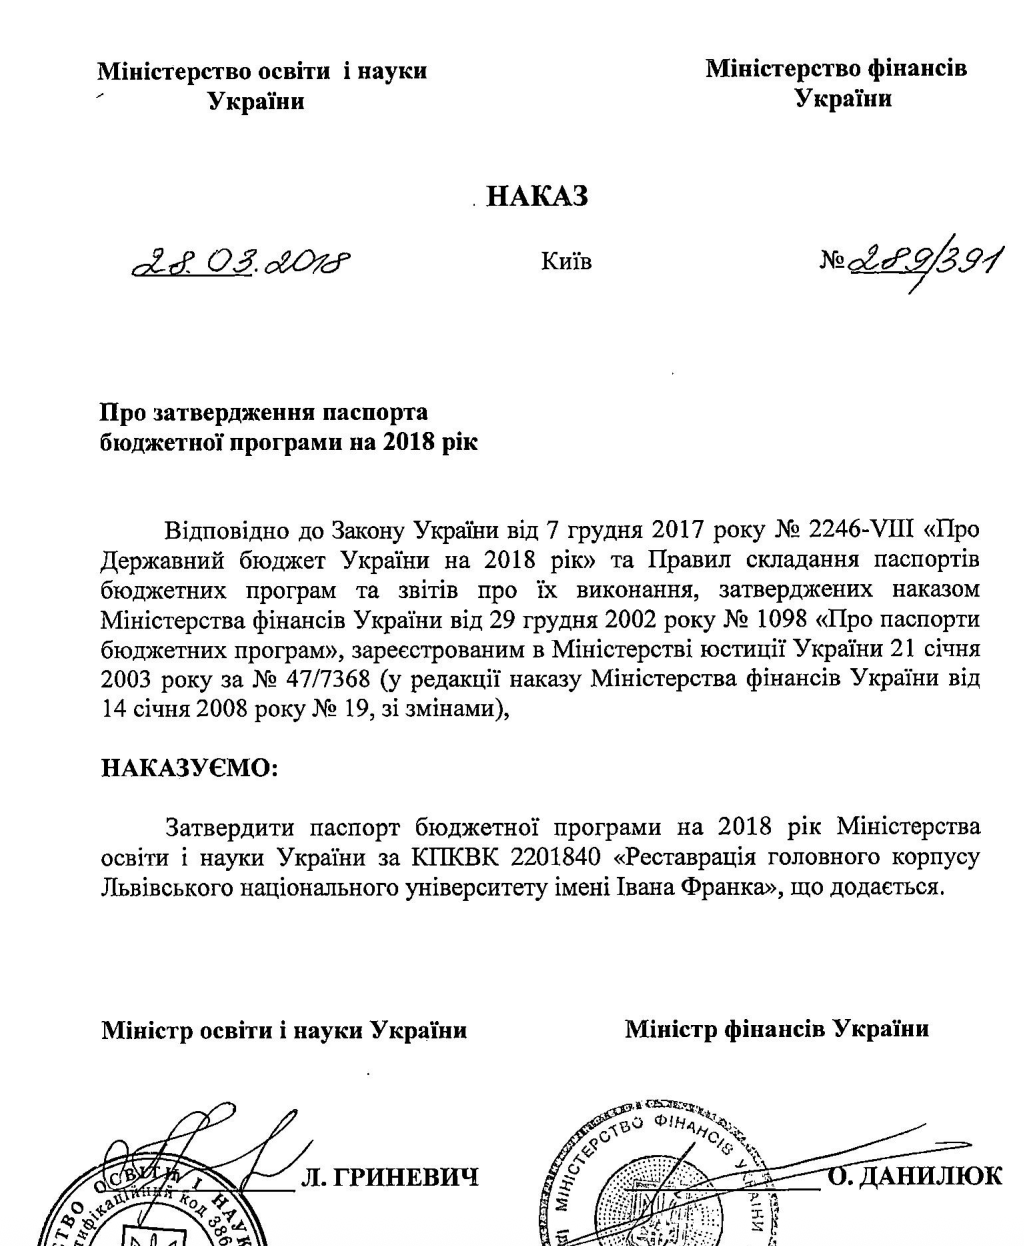 Міністерство освіти і науки
України
Міністерство фінансів
України
НАКАЗ
28.03.2018
Київ
№ 289/391
Про затвердження паспорта
бюджетної програми на 2018 рік
Відповідно до Закону України від 7 грудня 2017 року № 2246-VIII «Про
Державний бюджет України на 2018 рік» та Правил складання паспортів
бюджетних програм та звітів про їх виконання, затверджених наказом
Міністерства фінансів України від 29 грудня 2002 року № 1098 «Про паспорти
бюджетних програм», зареєстрованим в Міністерстві юстиції України 21 січня
2003 року за № 47/7368 (у редакції наказу Міністерства фінансів України від
14 січня 2008 року № 19, зі змінами),
НАКАЗУЄМО:
Затвердити паспорт бюджетної програми на 2018 рік Міністерства
освіти і науки України за КПКВК 2201840 «Реставрація головного корпусу
Львівського національного університету імені Івана Франка», що додається.
Міністр освіти і науки України
Міністр фінансів України
Л. ГРИНЕВИЧ
О. ДАНИЛЮК
ОСВІТИ І НАУК
код 386
МІНІСТЕРСТВО ФІНАНСІВ УКРАЇНИ